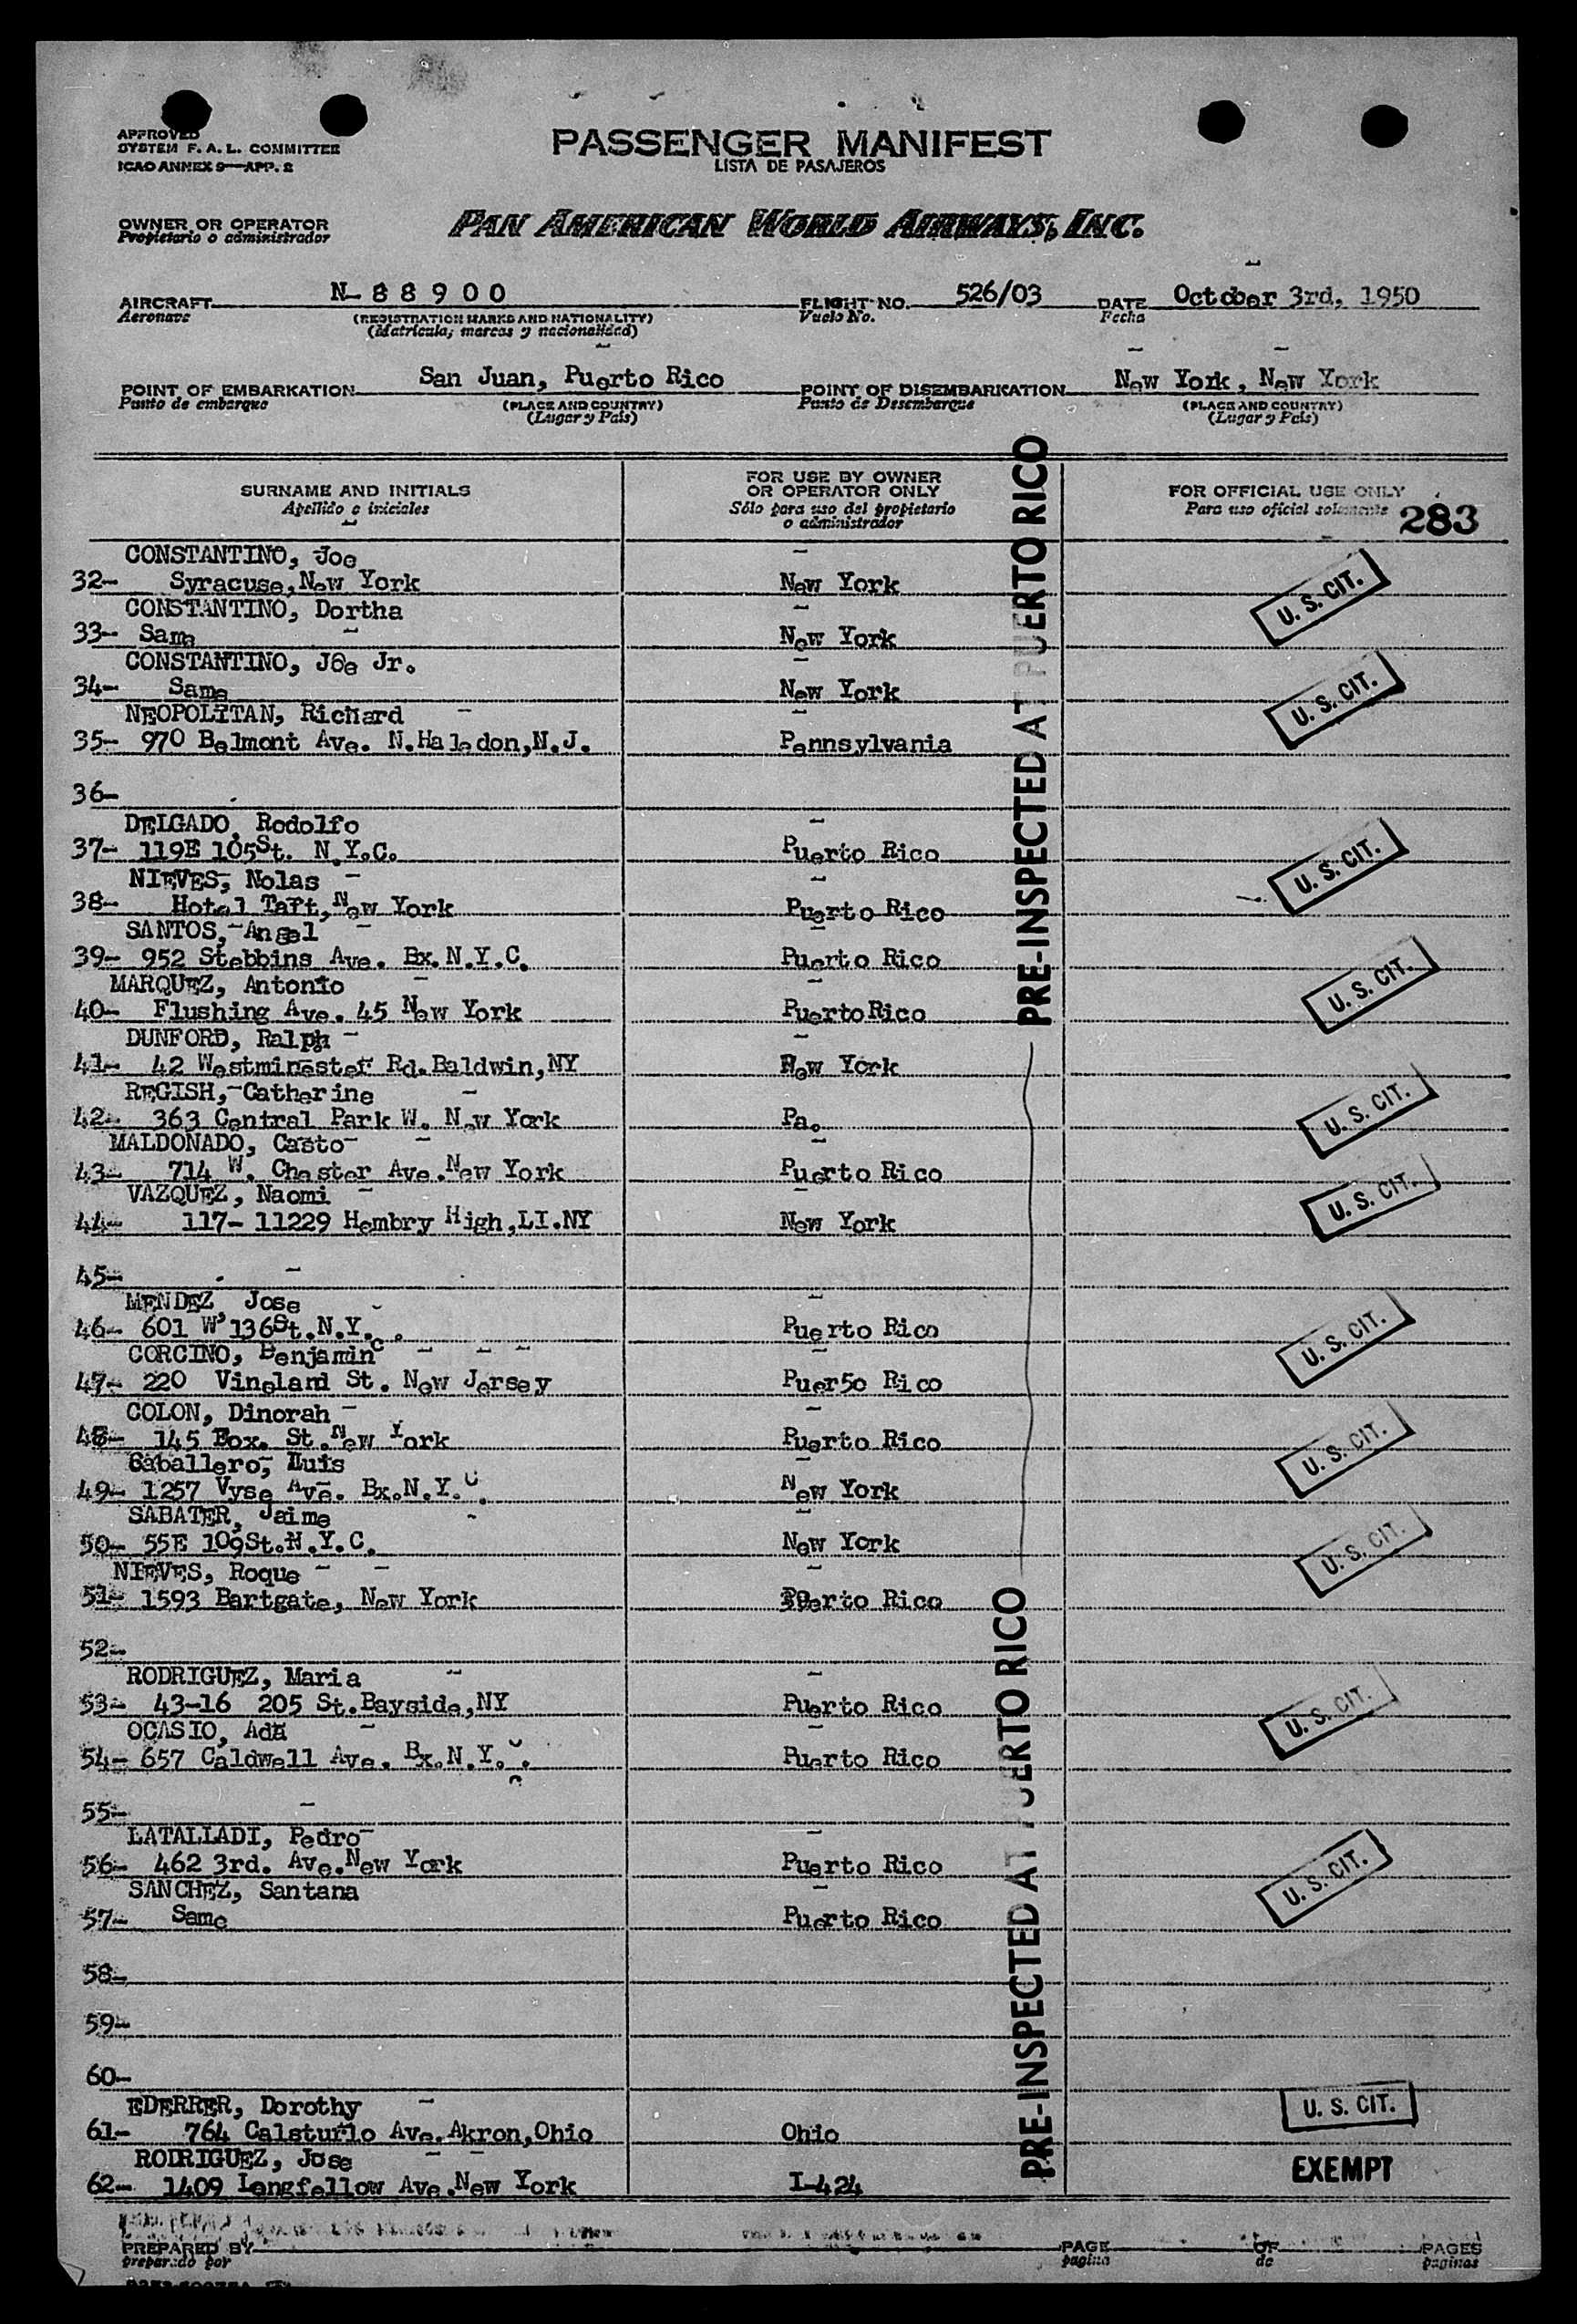 APPROVED
SYSTEM F. A. L. COMMITTEE
ICAO ANNEX 9—APP. 2
PASSENGER MANIFEST
LISTA DE PASAJEROS
OWNER OR OPERATOR
Propietario o administrador
PAN AMERICAN WORLD AIRWAYS, INC.
AIRCRAFT N-88900 FLIGHT NO. 526/03 DATE October 3rd, 1950
Aeronave (REGISTRATION MARKS AND NATIONALITY) Vuelo No. Fecha
(Matrícula, marcas y nacionalidad)
POINT OF EMBARKATION San Juan, Puerto Rico POINT OF DISEMBARKATION New York, New York
Punto de embarque (PLACE AND COUNTRY) Punto de Desembarque (PLACE AND COUNTRY)
(Lugar y País) (Lugar y País)
SURNAME AND INITIALS FOR USE BY OWNER OR OPERATOR ONLY FOR OFFICIAL USE ONLY
Apellido e iniciales Sólo para uso del propietario o administrador Para uso oficial solamente 283
PRE-INSPECTED AT PUERTO RICO
CONSTANTINO, Joe
32- Syracuse, New York New York U. S. CIT.
CONSTANTINO, Dortha
33- Same New York
CONSTANTINO, Joe Jr.
34- Same New York U. S. CIT.
NEOPOLITAN, Richard
35- 970 Belmont Ave. N.Haledon,N.J. Pennsylvania
36-
DELGADO, Rodolfo
37- 119E 105St. N.Y.C. Puerto Rico U. S. CIT.
NIEVES, Nolas
38- Hotel Taft, New York Puerto Rico
SANTOS, Angel
39- 952 Stebbins Ave. Bx.N.Y.C. Puerto Rico U. S. CIT.
MARQUEZ, Antonio
40- Flushing Ave. 45 New York Puerto Rico
DUNFORD, Ralph
41- 42 Westminester Rd.Baldwin,NY New York
REGISH, Catherine U. S. CIT.
42- 363 Central Park W. New York Pa.
MALDONADO, Casto
43- 714 W. Chester Ave.New York Puerto Rico
VAZQUEZ, Naomi U. S. CIT.
44- 117- 11229 Hembry High,LI.NY New York
45-
MENDEZ, Jose
46- 601 W 136St.N.Y.C. Puerto Rico U. S. CIT.
CORCINO, Benjamin
47- 220 Vineland St. New Jersey Puer5o Rico
COLON, Dinorah
48- 145 Fox. St.New York Puerto Rico U. S. CIT.
Caballero, Luis
49- 1257 Vyse Ave. Bx.N.Y.C. New York
SABATER, Jaime
50- 55E 109St.N.Y.C. New York U. S. CIT.
NIEVES, Roque
51- 1593 Bartgate, New York Puerto Rico
PRE-INSPECTED AT PUERTO RICO
52-
RODRIGUEZ, Maria
53- 43-16 205 St.Bayside,NY Puerto Rico U. S. CIT.
OCASIO, Ada
54- 657 Caldwell Ave. Bx.N.Y.C. Puerto Rico
55-
LATALLADI, Pedro
56- 462 3rd. Ave.New York Puerto Rico U. S. CIT.
SANCHEZ, Santana
57- Same Puerto Rico
58-
59-
60-
EDERRER, Dorothy U. S. CIT.
61- 764 Calsturlo Ave.Akron,Ohio Ohio
RODRIGUEZ, Jose EXEMPT
62- 1409 Longfellow Ave.New York I-424
PREPARED BY PAGE OF PAGES
preparado por página de páginas